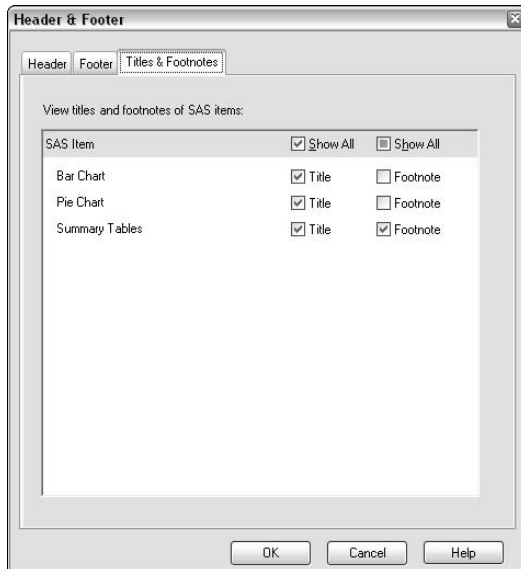 Header & Footer
Header Footer Titles & Footnotes
View titles and footnotes of SAS items:
SAS Item Show All Show All
Bar Chart Title Footnote
Pie Chart Title Footnote
Summary Tables Title Footnote
OK Cancel Help